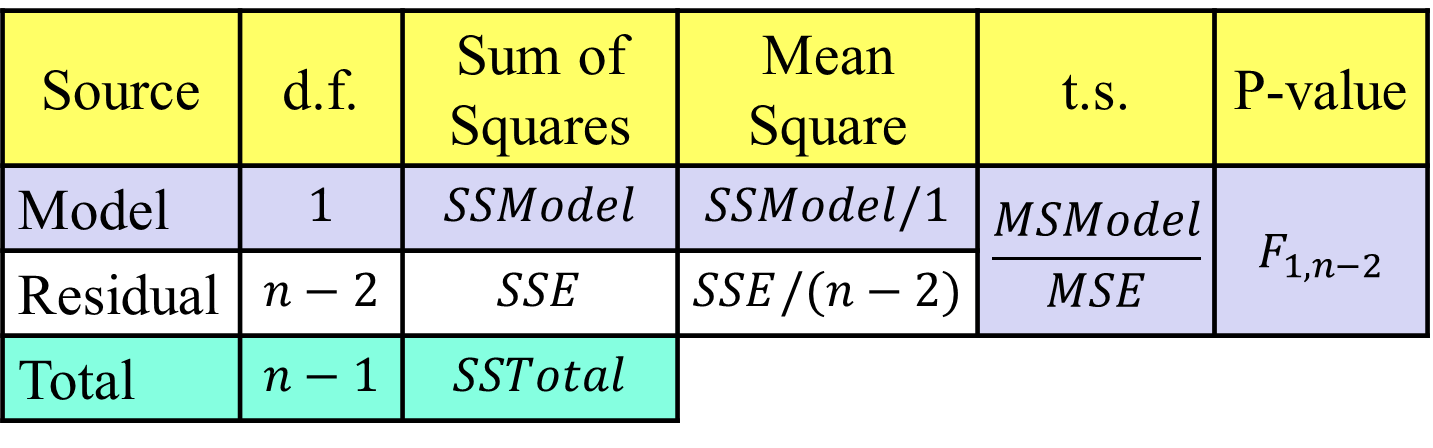 Source d.f. Sum of Squares Mean Square t.s. P-value
Model 1 SSModel SSModel/1 MSModel/MSE F1,n−2
Residual n − 2 SSE SSE/(n − 2)
Total n − 1 SSTotal